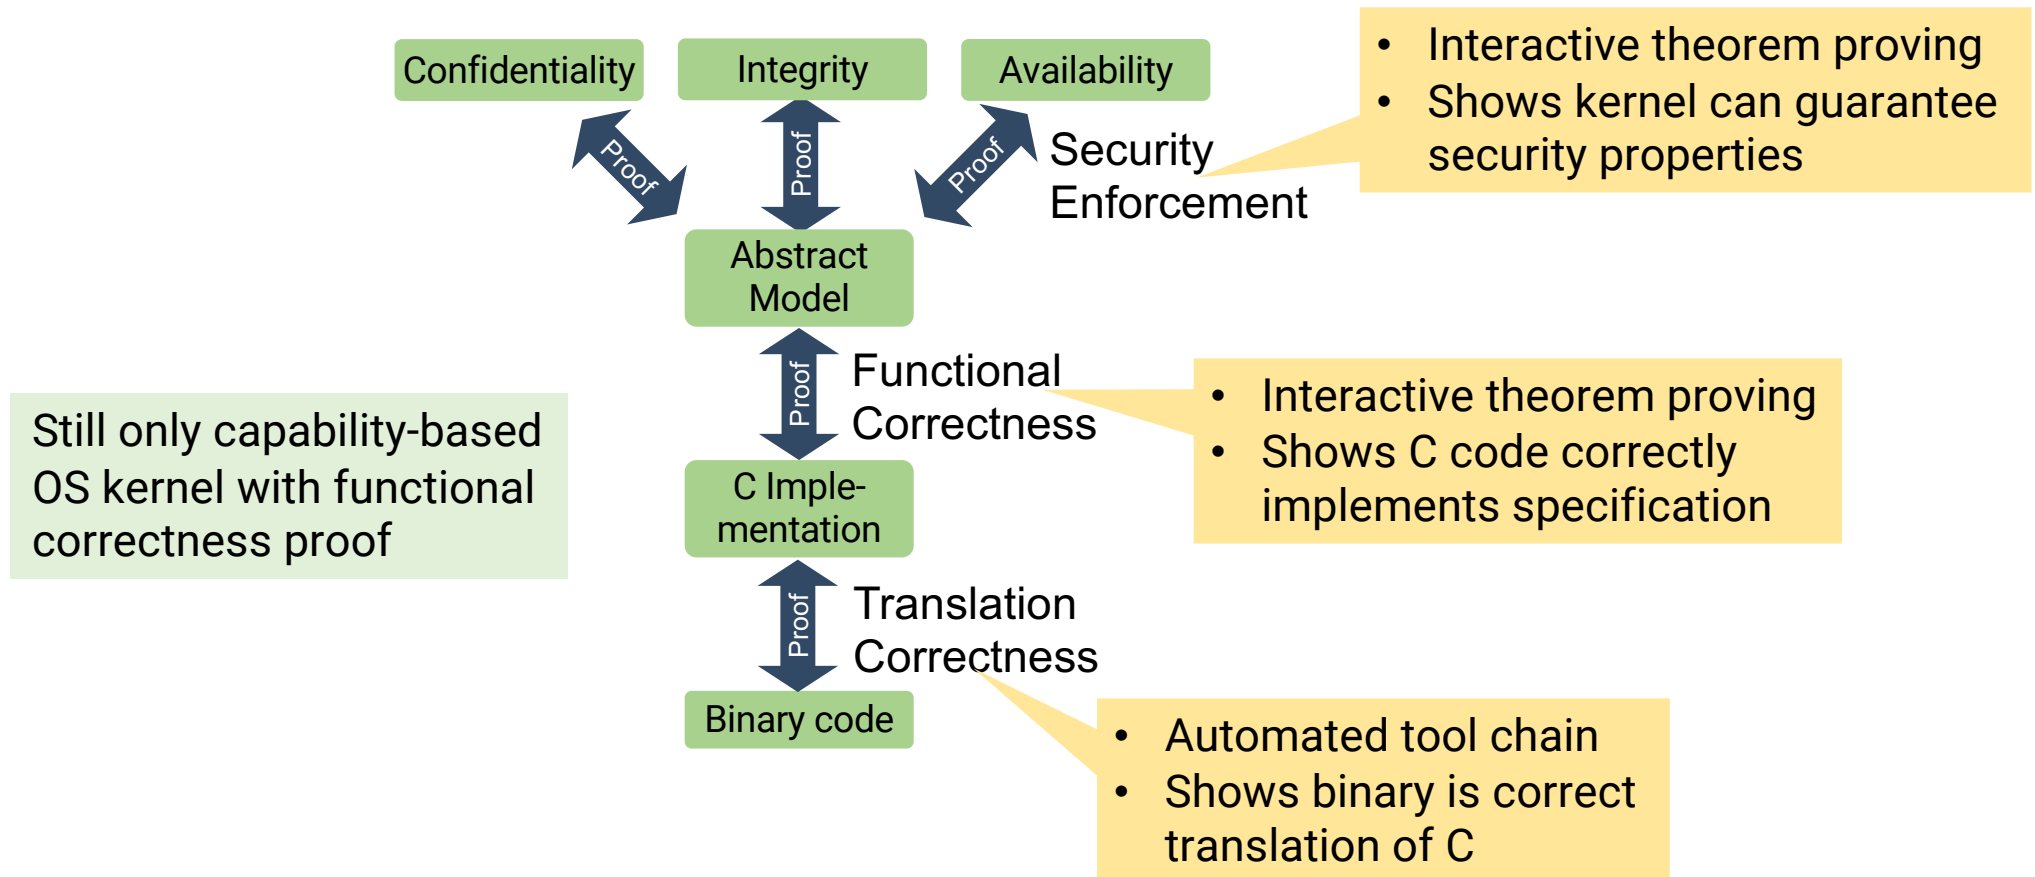 Confidentiality
Integrity
Availability
• Interactive theorem proving
• Shows kernel can guarantee
security properties
Proof
Proof
Proof
Security
Enforcement
Abstract
Model
Proof
Functional
Correctness
• Interactive theorem proving
• Shows C code correctly
implements specification
Still only capability-based
OS kernel with functional
correctness proof
C Imple-
mentation
Proof
Translation
Correctness
Binary code
• Automated tool chain
• Shows binary is correct
translation of C